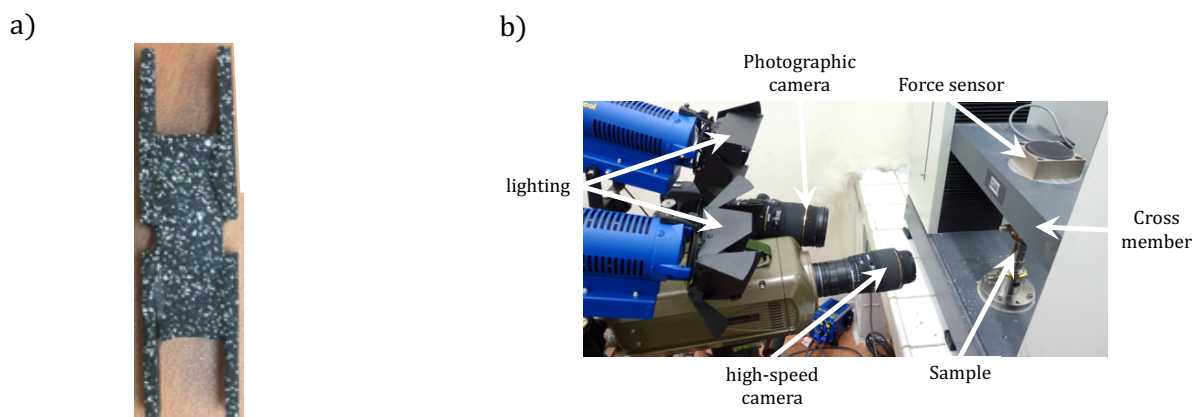 a)
b)
Photographic
camera
Force sensor
lighting
Cross
member
high-speed
camera
Sample